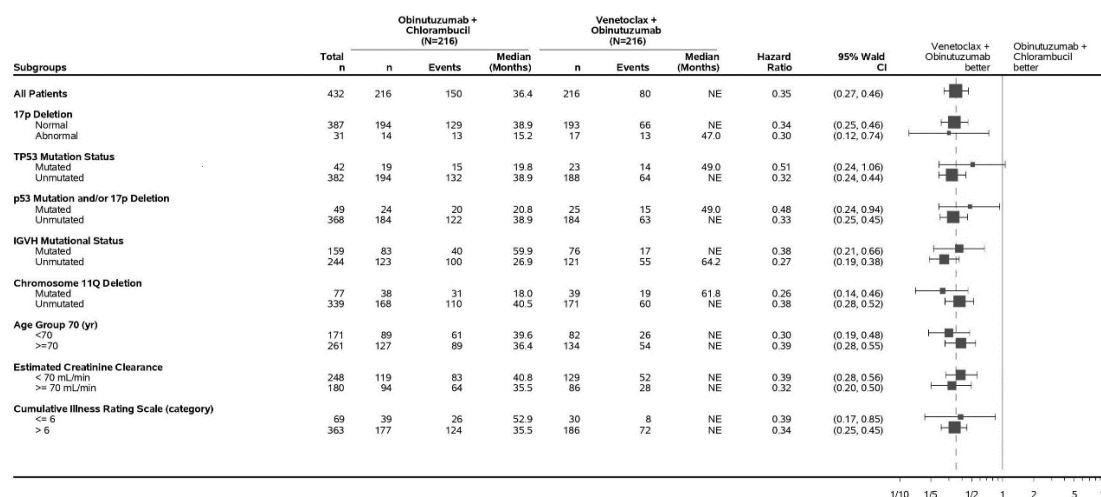 Obinutuzumab + Venetoclax +
Chlorambucil Obinutuzumab
(N=216) (N=216)
Total Median Median Hazard 95% Wald Venetoclax + Obinutuzumab +
Subgroups n n Events (Months) n Events (Months) Ratio CI Obinutuzumab better Chlorambucil better
All Patients 432 216 150 36.4 216 80 NE 0.35 (0.27, 0.46)
17p Deletion
Normal 387 194 129 38.9 193 66 NE 0.34 (0.25, 0.46)
Abnormal 31 14 13 15.2 17 13 47.0 0.30 (0.12, 0.74)
TP53 Mutation Status
Mutated 42 19 15 19.8 23 14 49.0 0.51 (0.24, 1.06)
Unmutated 382 194 132 38.9 188 64 NE 0.32 (0.24, 0.44)
p53 Mutation and/or 17p Deletion
Mutated 49 24 20 20.8 25 15 49.0 0.48 (0.24, 0.94)
Unmutated 368 184 122 38.9 184 63 NE 0.33 (0.25, 0.45)
IGVH Mutational Status
Mutated 159 83 40 59.9 76 17 NE 0.38 (0.21, 0.66)
Unmutated 244 123 100 26.9 121 55 64.2 0.27 (0.19, 0.38)
Chromosome 11Q Deletion
Mutated 77 38 31 18.0 39 19 61.8 0.26 (0.14, 0.46)
Unmutated 339 168 110 40.5 171 60 NE 0.38 (0.28, 0.52)
Age Group 70 (yr)
<70 171 89 61 39.6 82 26 NE 0.30 (0.19, 0.48)
>=70 261 127 89 36.4 134 54 NE 0.39 (0.28, 0.55)
Estimated Creatinine Clearance
< 70 mL/min 248 119 83 40.8 129 52 NE 0.39 (0.28, 0.56)
>= 70 mL/min 180 94 64 35.5 86 28 NE 0.32 (0.20, 0.50)
Cumulative Illness Rating Scale (category)
<= 6 69 39 26 52.9 30 8 NE 0.39 (0.17, 0.85)
> 6 363 177 124 35.5 186 72 NE 0.34 (0.25, 0.45)
1/10 1/5 1/2 1 2 5